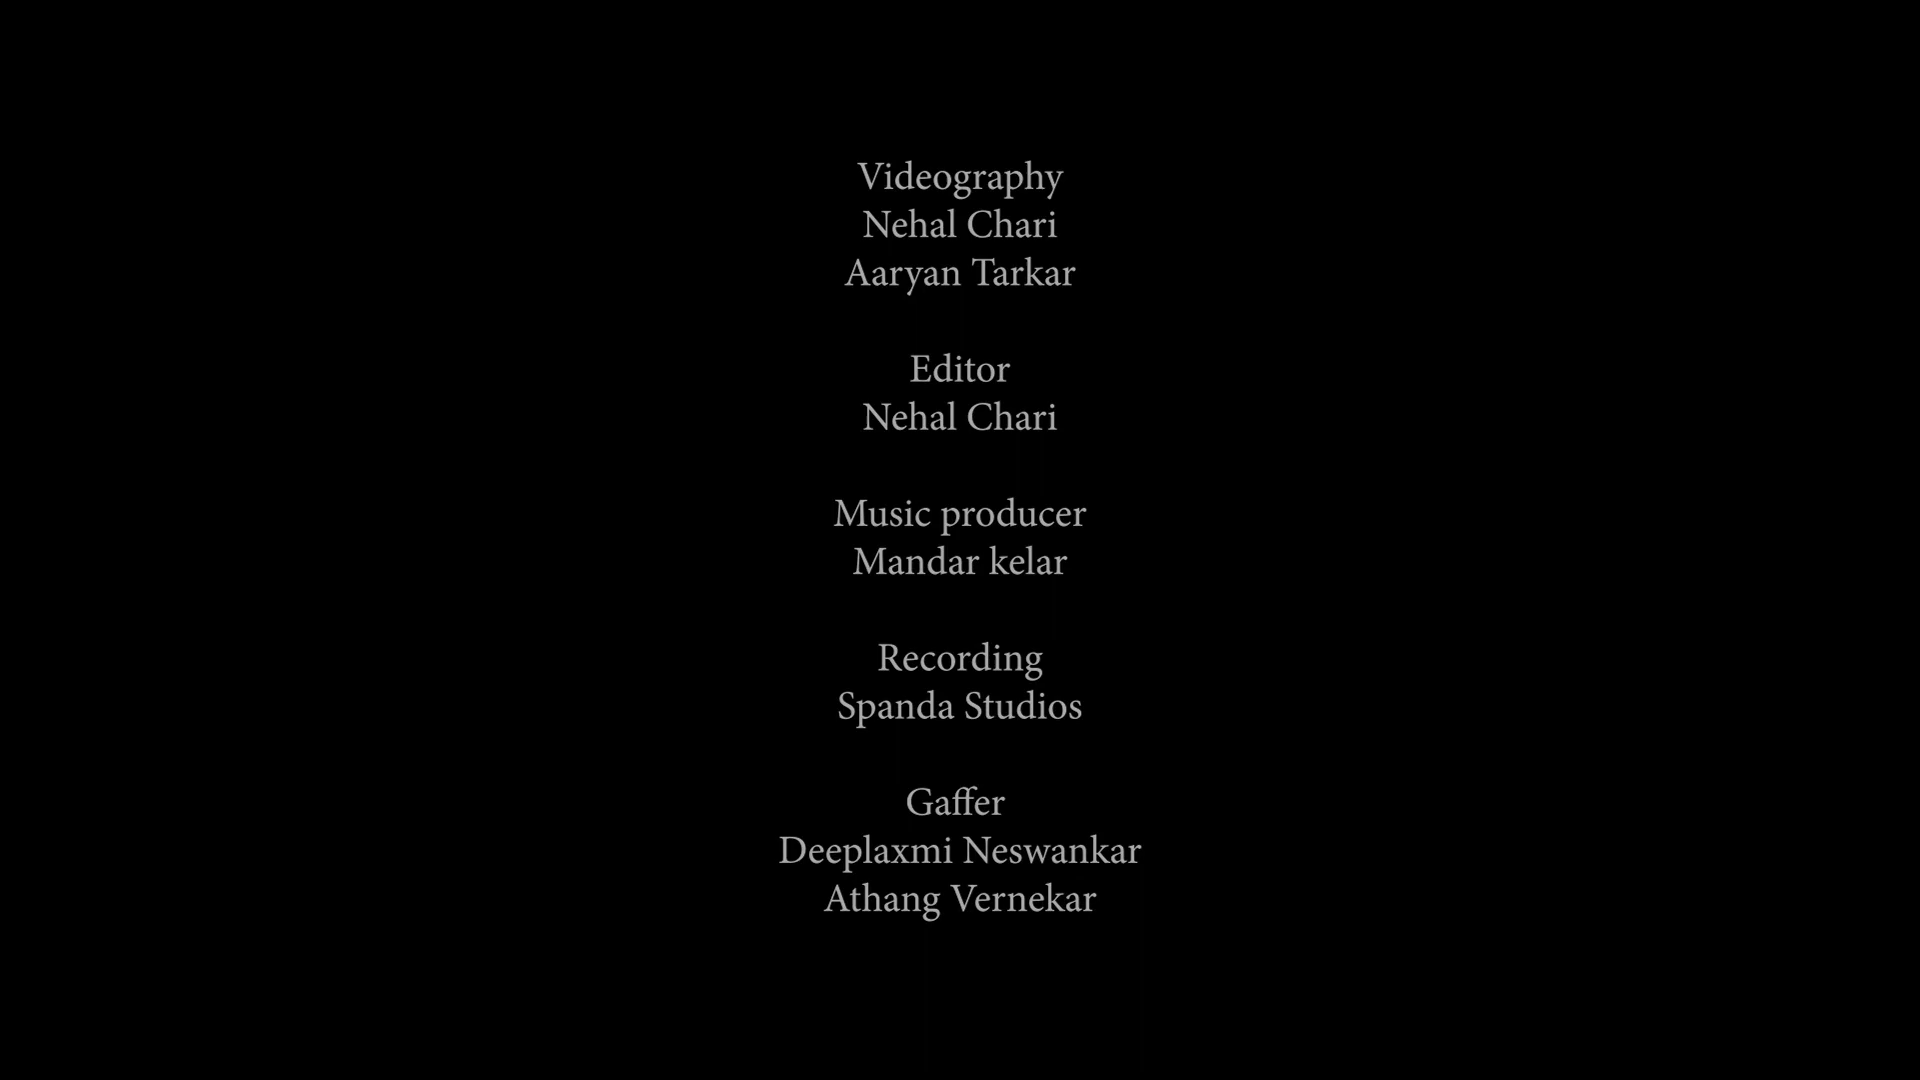 Videography
Nehal Chari
Aaryan Tarkar
Editor
Nehal Chari
Music producer
Mandar kelar
Recording
Spanda Studios
Gaffer
Deeplaxmi Neswankar
Athang Vernekar